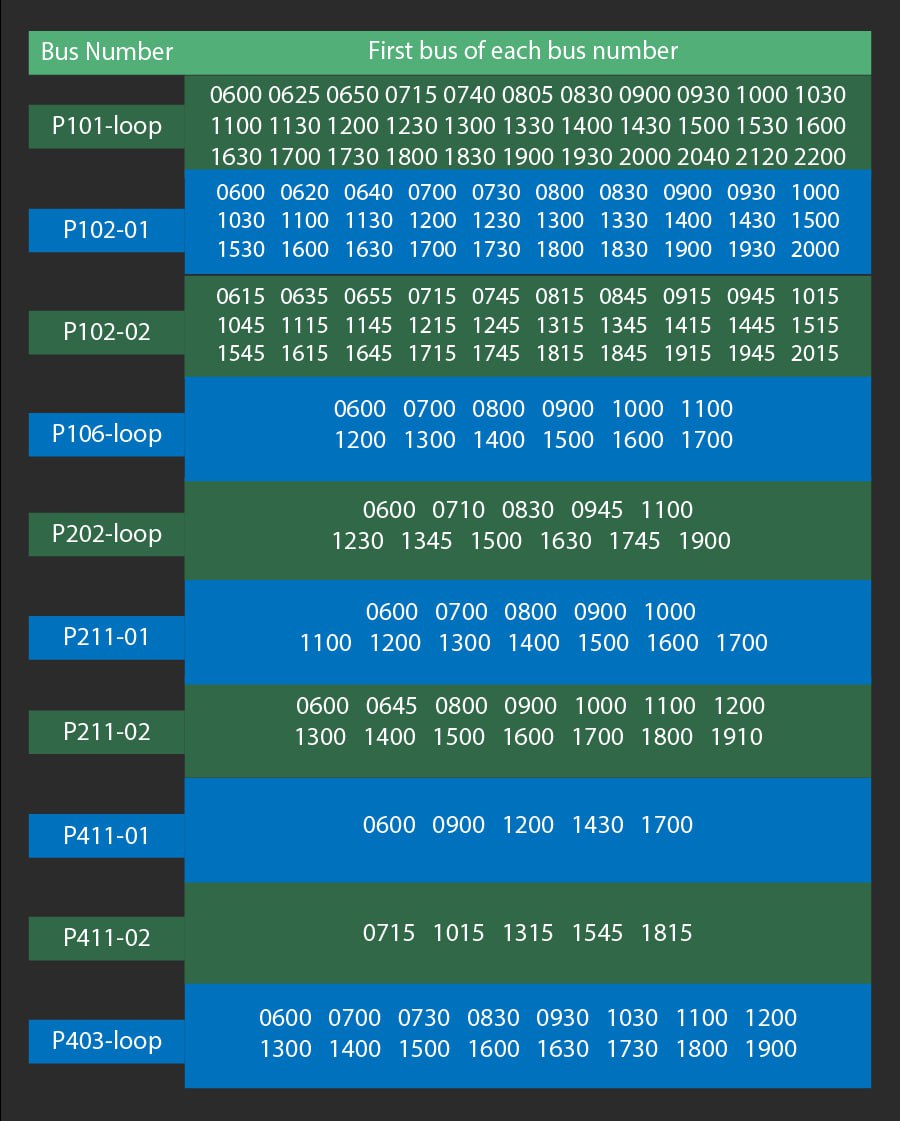 Bus Number First bus of each bus number
P101-loop
0600 0625 0650 0715 0740 0805 0830 0900 0930 1000 1030
1100 1130 1200 1230 1300 1330 1400 1430 1500 1530 1600
1630 1700 1730 1800 1830 1900 1930 2000 2040 2120 2200
P102-01
0600 0620 0640 0700 0730 0800 0830 0900 0930 1000
1030 1100 1130 1200 1230 1300 1330 1400 1430 1500
1530 1600 1630 1700 1730 1800 1830 1900 1930 2000
P102-02
0615 0635 0655 0715 0745 0815 0845 0915 0945 1015
1045 1115 1145 1215 1245 1315 1345 1415 1445 1515
1545 1615 1645 1715 1745 1815 1845 1915 1945 2015
P106-loop
0600 0700 0800 0900 1000 1100
1200 1300 1400 1500 1600 1700
P202-loop
0600 0710 0830 0945 1100
1230 1345 1500 1630 1745 1900
P211-01
0600 0700 0800 0900 1000
1100 1200 1300 1400 1500 1600 1700
P211-02
0600 0645 0800 0900 1000 1100 1200
1300 1400 1500 1600 1700 1800 1910
P411-01
0600 0900 1200 1430 1700
P411-02
0715 1015 1315 1545 1815
P403-loop
0600 0700 0730 0830 0930 1030 1100 1200
1300 1400 1500 1600 1630 1730 1800 1900